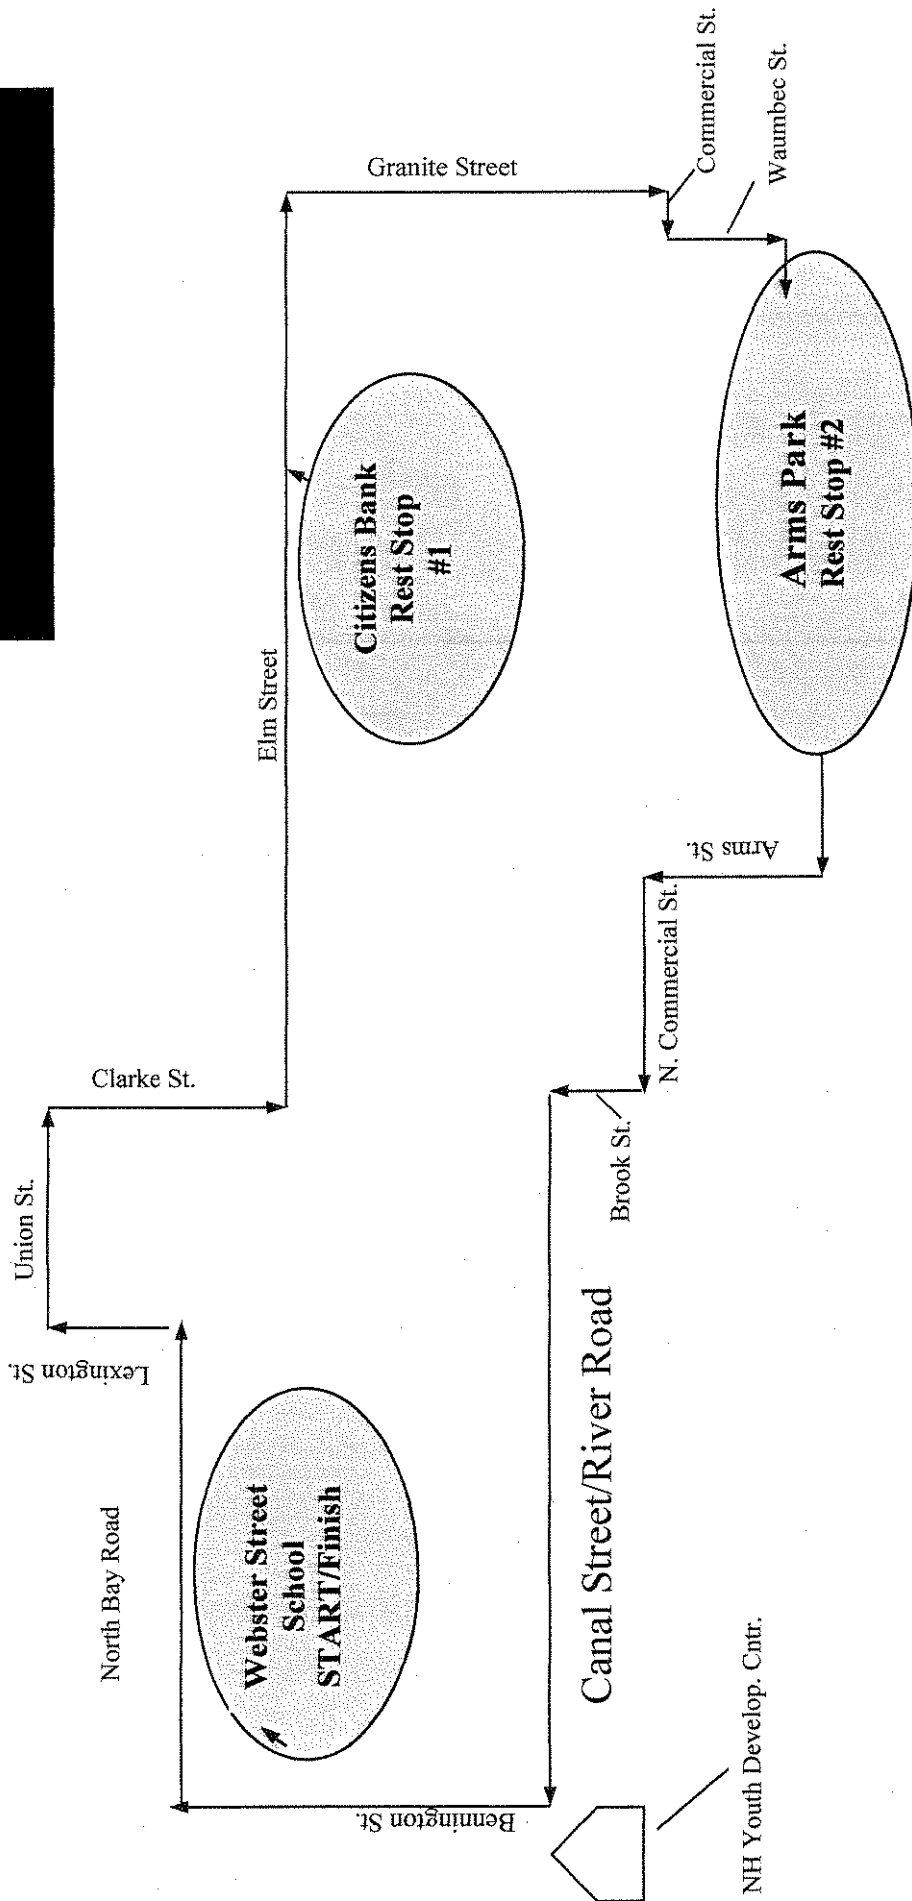 North Bay Road
Lexington St.
Union St.
Clarke St.
Elm Street
Granite Street
Commercial St.
Waumbec St.
Webster Street
School
START/Finish
Citizens Bank
Rest Stop
#1
Arms Park
Rest Stop #2
Arms St.
N. Commercial St.
Brook St.
Canal Street/River Road
Bennington St.
NH Youth Develop. Cntr.